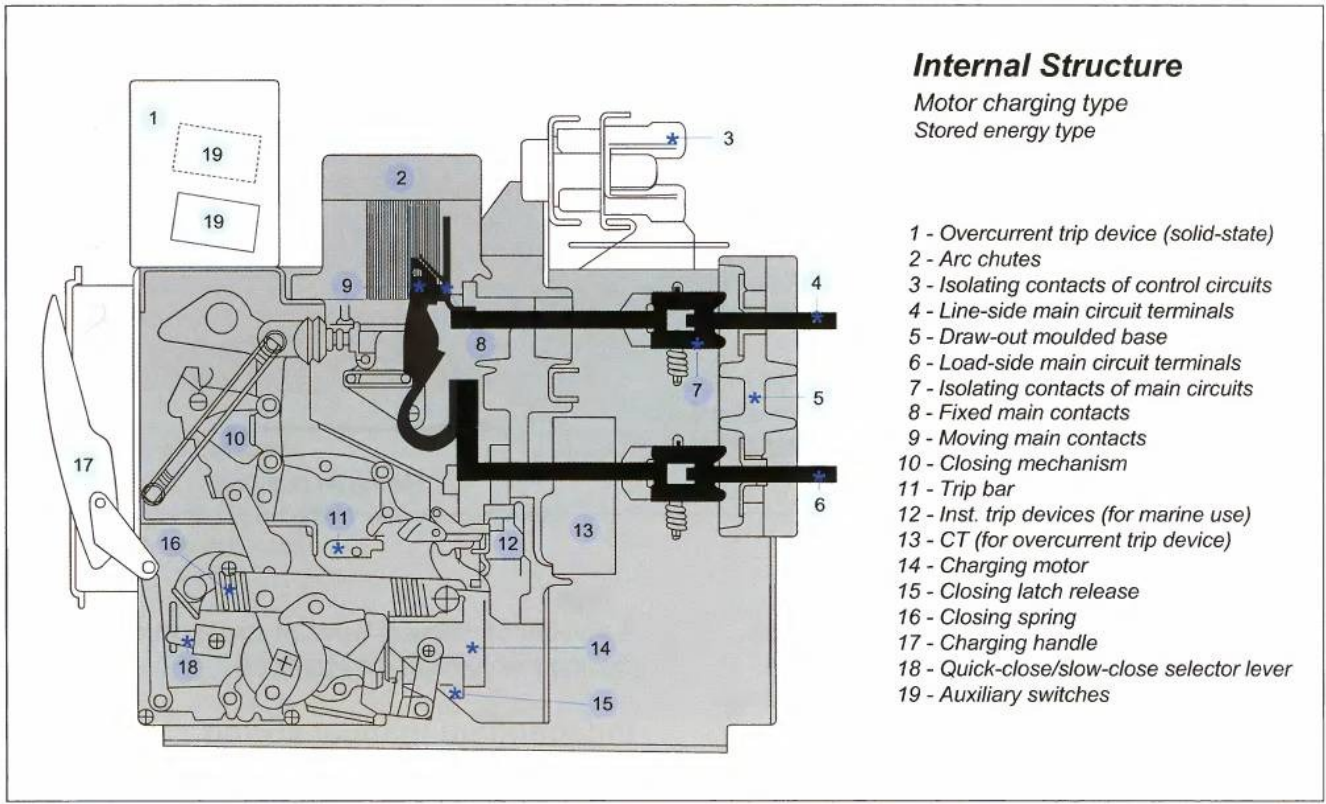 Internal Structure
Motor charging type
Stored energy type
1 - Overcurrent trip device (solid-state)
2 - Arc chutes
3 - Isolating contacts of control circuits
4 - Line-side main circuit terminals
5 - Draw-out moulded base
6 - Load-side main circuit terminals
7 - Isolating contacts of main circuits
8 - Fixed main contacts
9 - Moving main contacts
10 - Closing mechanism
11 - Trip bar
12 - Inst. trip devices (for marine use)
13 - CT (for overcurrent trip device)
14 - Charging motor
15 - Closing latch release
16 - Closing spring
17 - Charging handle
18 - Quick-close/slow-close selector lever
19 - Auxiliary switches
1
19
19
2
3
9
4
8
7
5
10
17
6
11
13
12
16
14
18
15